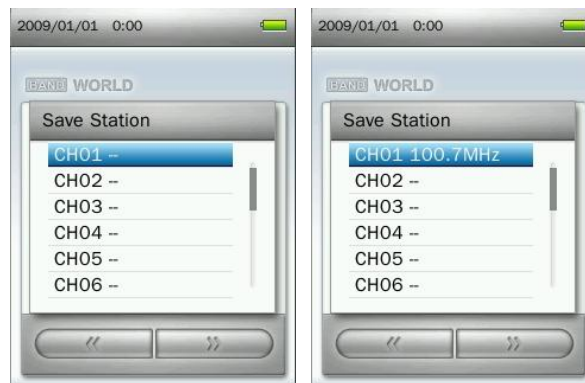 2009/01/01 0:00
BAND WORLD
Save Station
CH01 --
CH02 --
CH03 --
CH04 --
CH05 --
CH06 --
2009/01/01 0:00
BAND WORLD
Save Station
CH01 100.7MHz
CH02 --
CH03 --
CH04 --
CH05 --
CH06 --